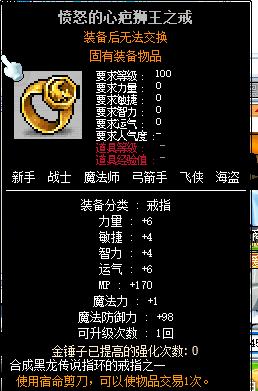 愤怒的心疤狮王之戒
装备后无法交换
固有装备物品
要求等级 : 100
要求力量 : 0
要求敏捷 : 0
要求智力 : 0
要求运气 : 0
要求人气度 : -
道具等级 : -
道具经验值 : -
新手 战士 魔法师 弓箭手 飞侠 海盗
装备分类 : 戒指
力量 : +6
敏捷 : +4
智力 : +4
运气 : +6
MP : +170
魔法力 : +1
魔法防御力 : +98
可升级次数 : 1回
金锤子已提高的强化次数: 0
合成黑龙传说指环的戒指之一
使用宿命剪刀，可以使物品交易1次。